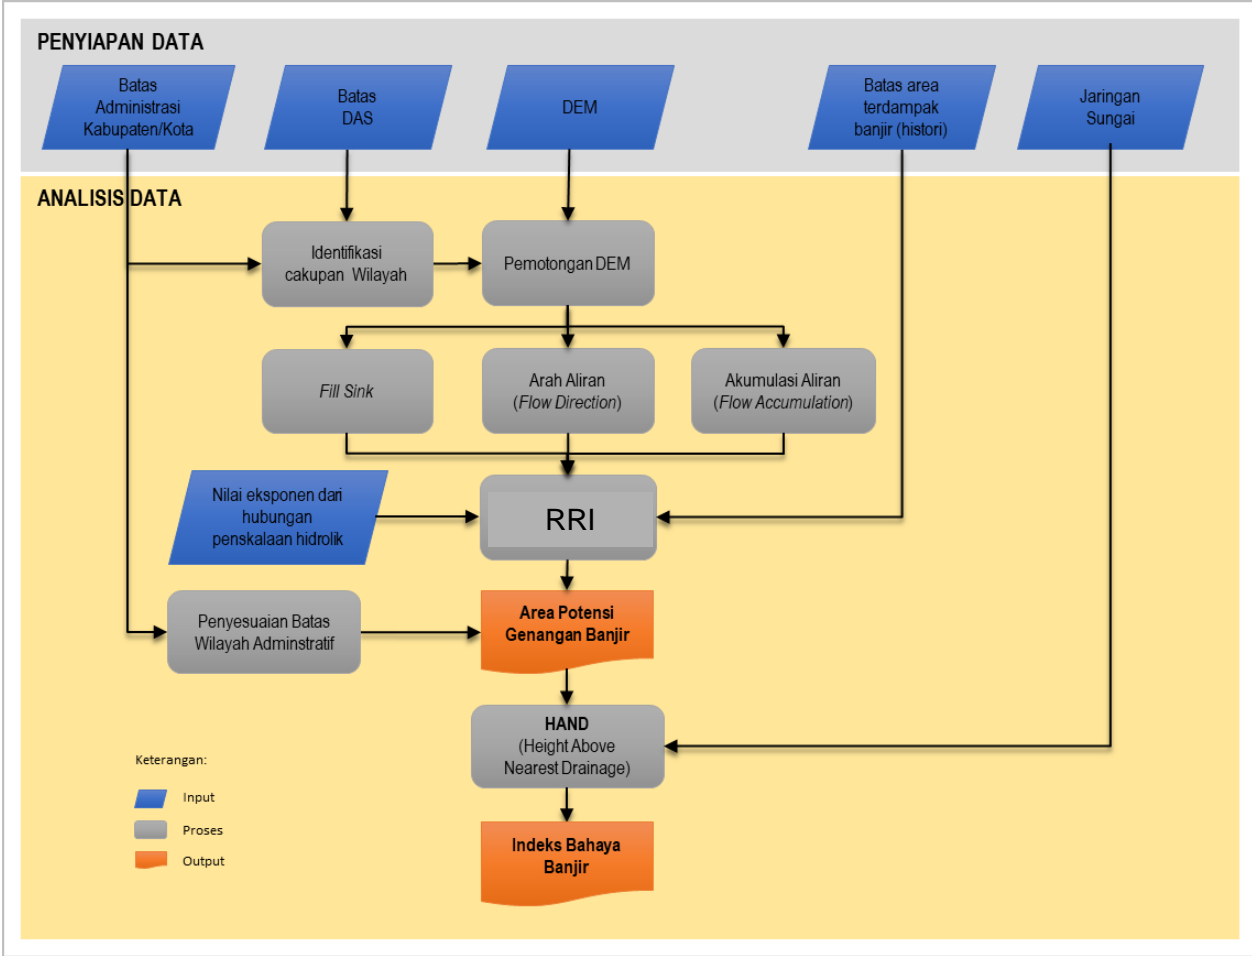 PENYIAPAN DATA
Batas
Administrasi
Kabupaten/Kota
Batas
DAS
DEM
Batas area
terdampak
banjir (histori)
Jaringan
Sungai
ANALISIS DATA
Identifikasi
cakupan Wilayah
Pemotongan DEM
Fill Sink
Arah Aliran
(Flow Direction)
Akumulasi Aliran
(Flow Accumulation)
Nilai eksponen dari
hubungan
penskalaan hidrolik
RRI
Penyesuaian Batas
Wilayah Adminstratif
Area Potensi
Genangan Banjir
HAND
(Height Above
Nearest Drainage)
Keterangan:
Input
Proses
Output
Indeks Bahaya
Banjir